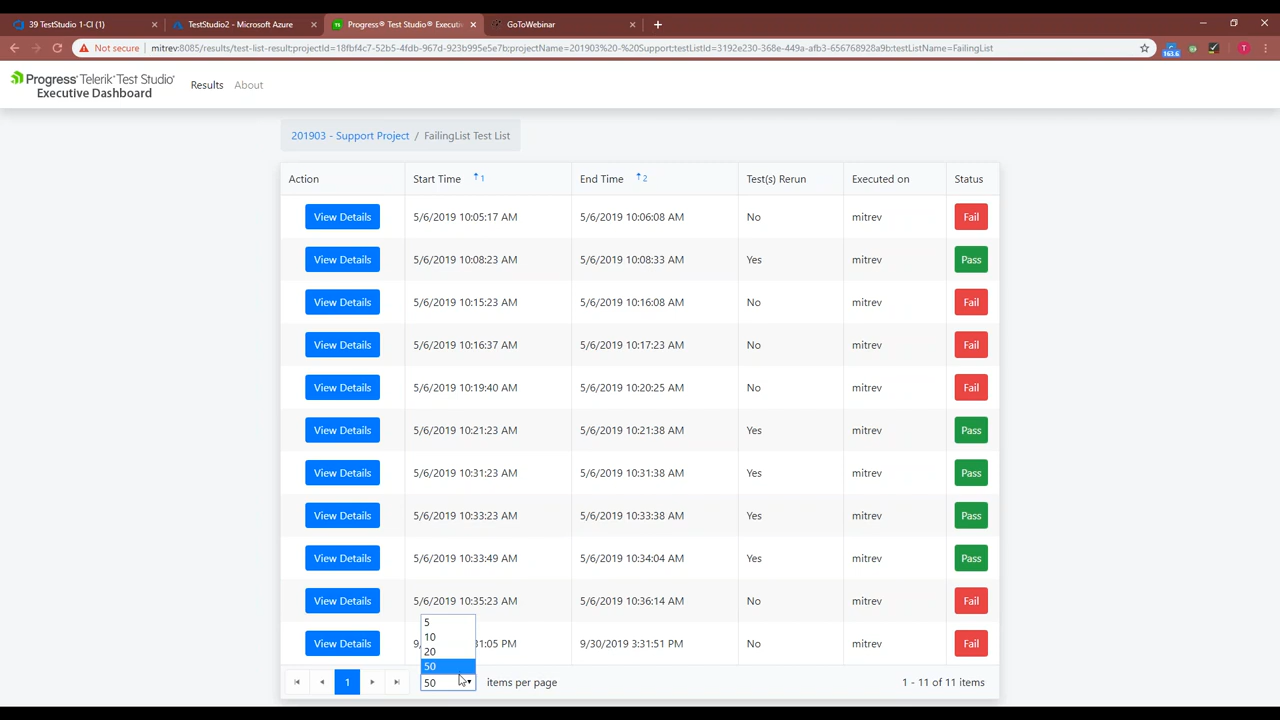 39 TestStudio 1-CI (1)
TestStudio2 - Microsoft Azure
Progress® Test Studio® Executi
GoToWebinar
Not secure
mitrev:8085/results/test-list-result;projectId=18fbf4c7-52b5-4fdb-967d-923b995e5e7b;projectName=201903%20-%20Support;testListId=3192e230-368e-449a-afb3-656768928a9b;testListName=FailingList
163.6
T
Progress® Telerik® Test Studio®
Executive Dashboard
Results
About
201903 - Support Project / FailingList Test List
Action Start Time 1 End Time 2 Test(s) Rerun Executed on Status
View Details 5/6/2019 10:05:17 AM 5/6/2019 10:06:08 AM No mitrev Fail
View Details 5/6/2019 10:08:23 AM 5/6/2019 10:08:33 AM Yes mitrev Pass
View Details 5/6/2019 10:15:23 AM 5/6/2019 10:16:08 AM No mitrev Fail
View Details 5/6/2019 10:16:37 AM 5/6/2019 10:17:23 AM No mitrev Fail
View Details 5/6/2019 10:19:40 AM 5/6/2019 10:20:25 AM No mitrev Fail
View Details 5/6/2019 10:21:23 AM 5/6/2019 10:21:38 AM Yes mitrev Pass
View Details 5/6/2019 10:31:23 AM 5/6/2019 10:31:38 AM Yes mitrev Pass
View Details 5/6/2019 10:33:23 AM 5/6/2019 10:33:38 AM Yes mitrev Pass
View Details 5/6/2019 10:33:49 AM 5/6/2019 10:34:04 AM Yes mitrev Pass
View Details 5/6/2019 10:35:23 AM 5/6/2019 10:36:14 AM No mitrev Fail
View Details 9 31:05 PM 9/30/2019 3:31:51 PM No mitrev Fail
5
10
20
50
1 50 items per page 1 - 11 of 11 items